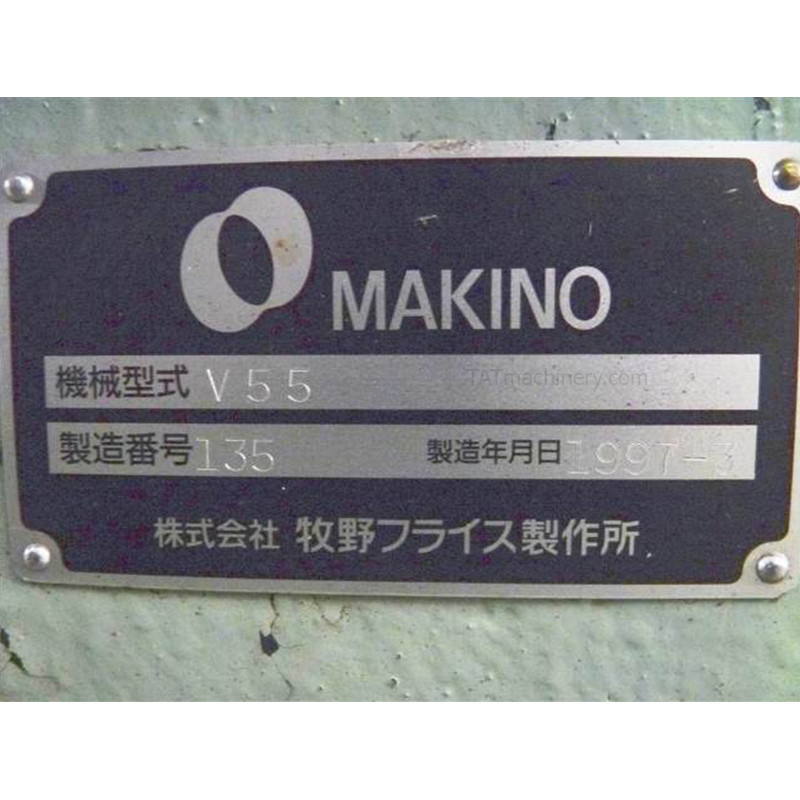 MAKINO
機械型式 V55
TATmachinery.com
製造番号 135 製造年月日 1997-3
株式会社 牧野フライス製作所